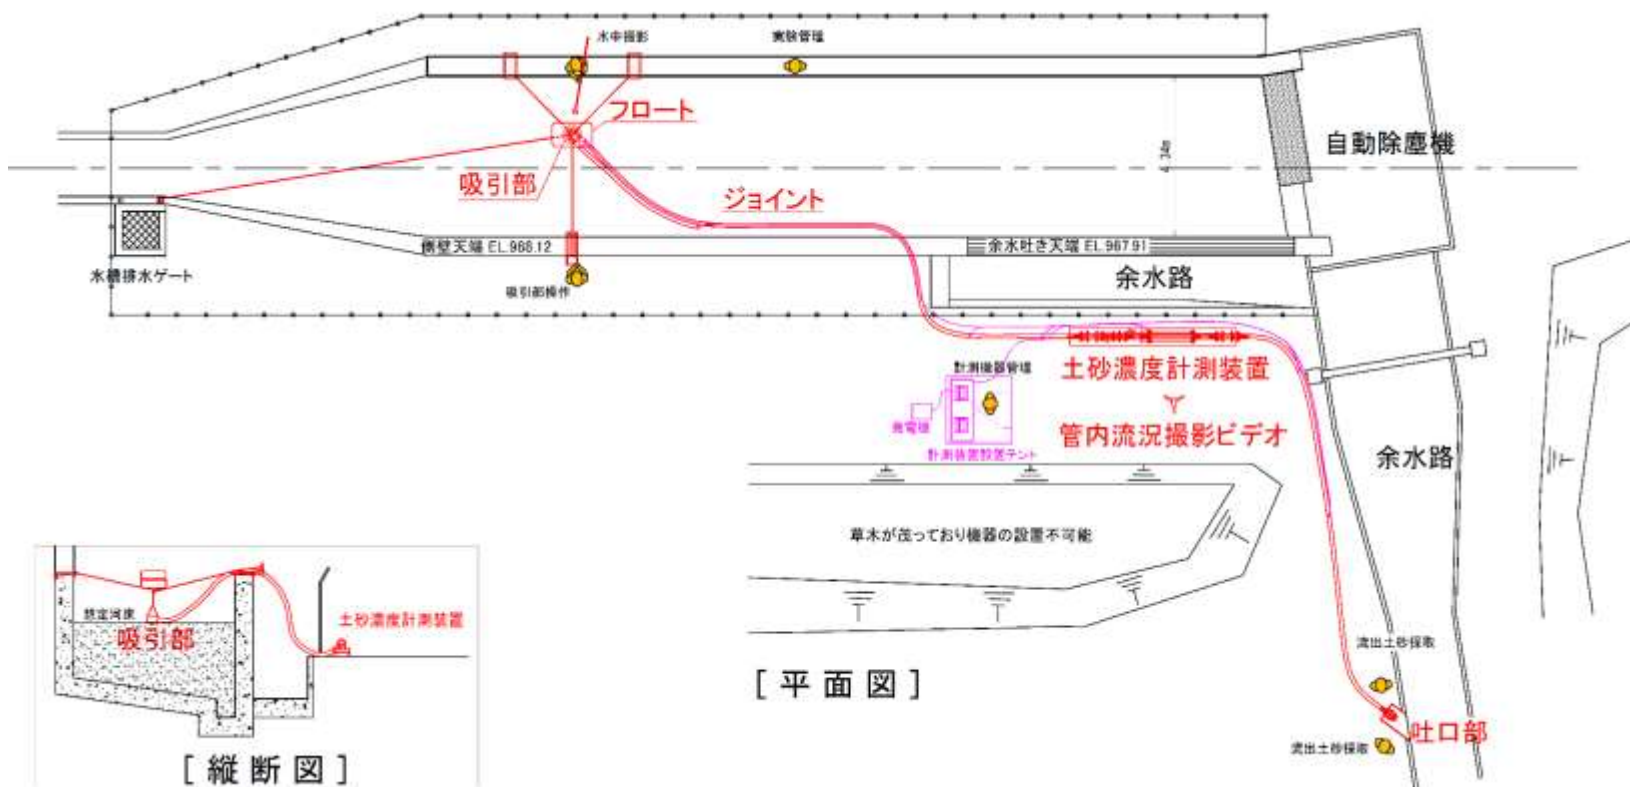 水中撮影
実験管理
フロート
自動除塵機
吸引部
ジョイント
側壁天端 EL.968.12
余水吐き天端 EL.967.91
水槽排水ゲート
吸引部操作
余水路
計測機器管理
土砂濃度計測装置
発電機
管内流況撮影ビデオ
計測装置設置テント
余水路
草木が茂っており機器の設置不可能
想定河床
吸引部
土砂濃度計測装置
流出土砂採取
[ 平 面 図 ]
吐口部
流出土砂採取
[ 縦 断 図 ]